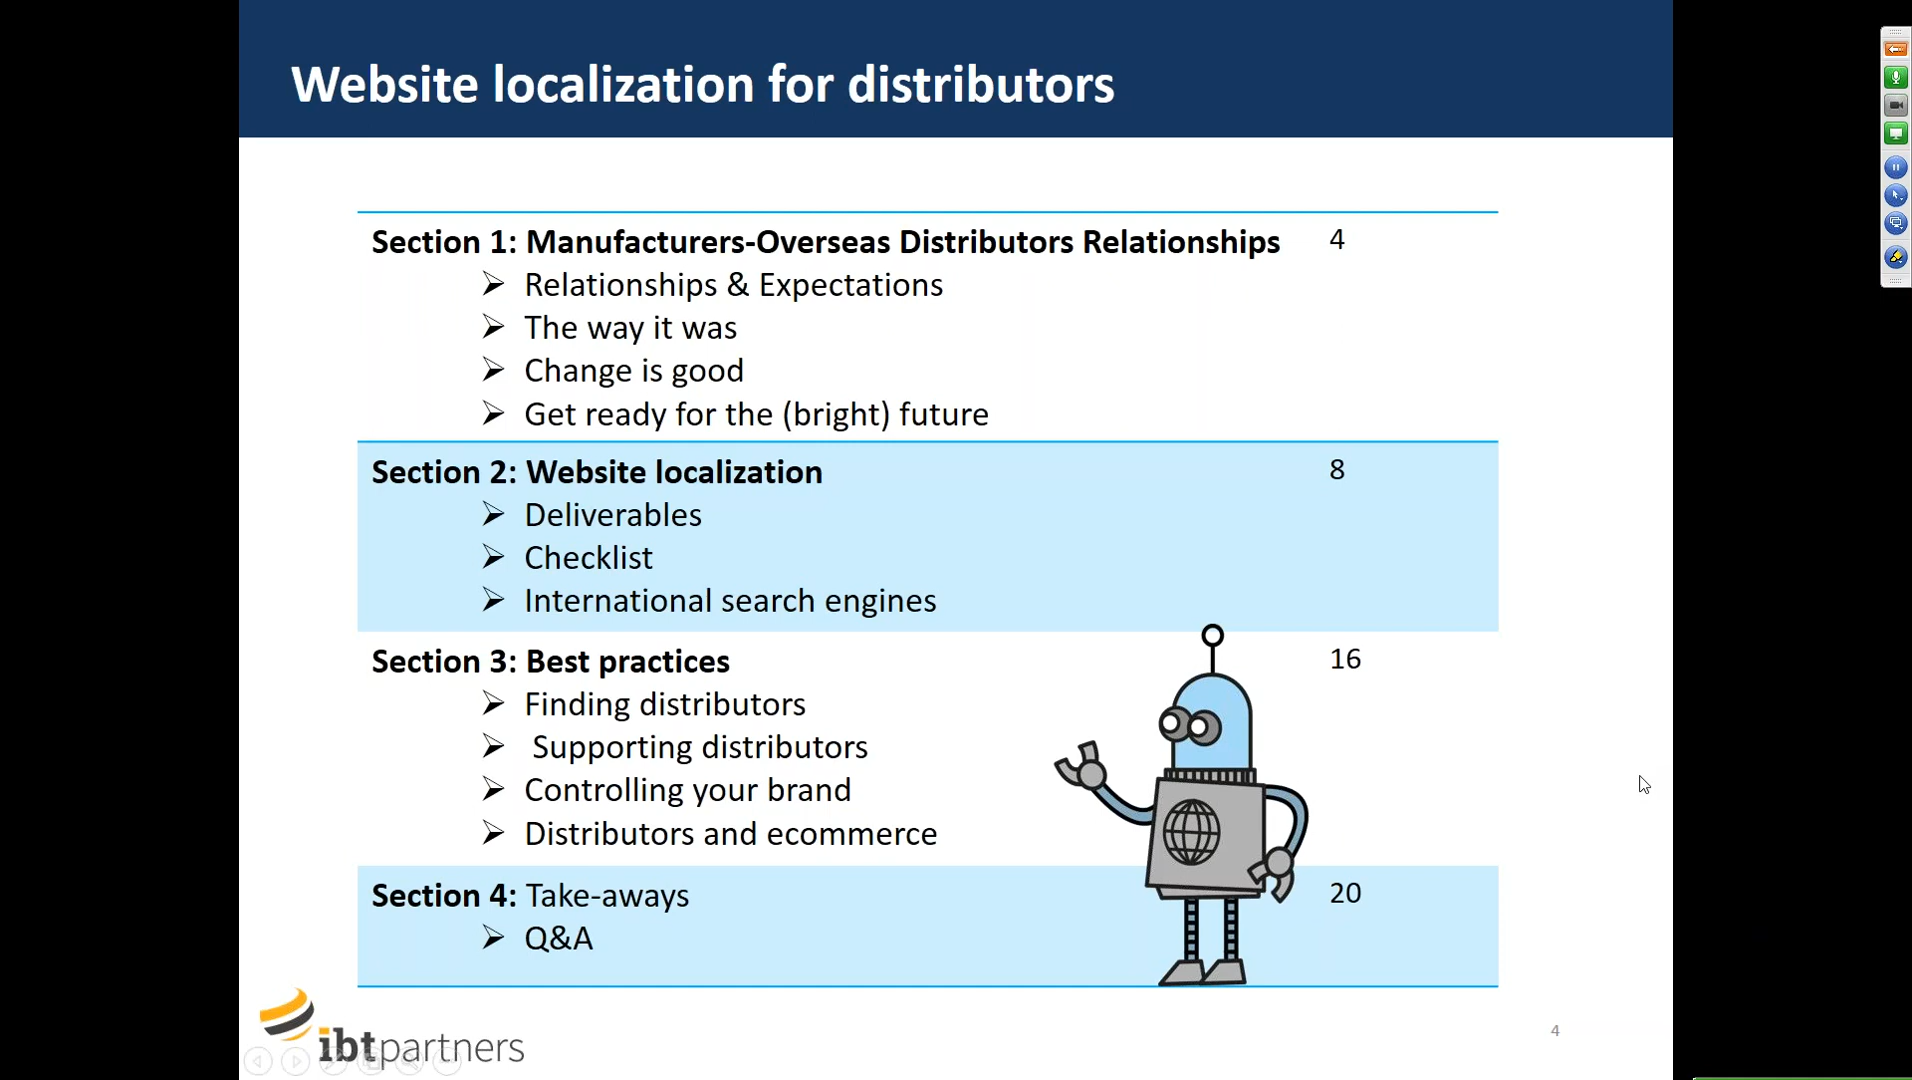 Website localization for distributors
Section 1: Manufacturers-Overseas Distributors Relationships 4
Relationships & Expectations
The way it was
Change is good
Get ready for the (bright) future
Section 2: Website localization 8
Deliverables
Checklist
International search engines
Section 3: Best practices 16
Finding distributors
Supporting distributors
Controlling your brand
Distributors and ecommerce
Section 4: Take-aways 20
Q&A
ibtpartners
4